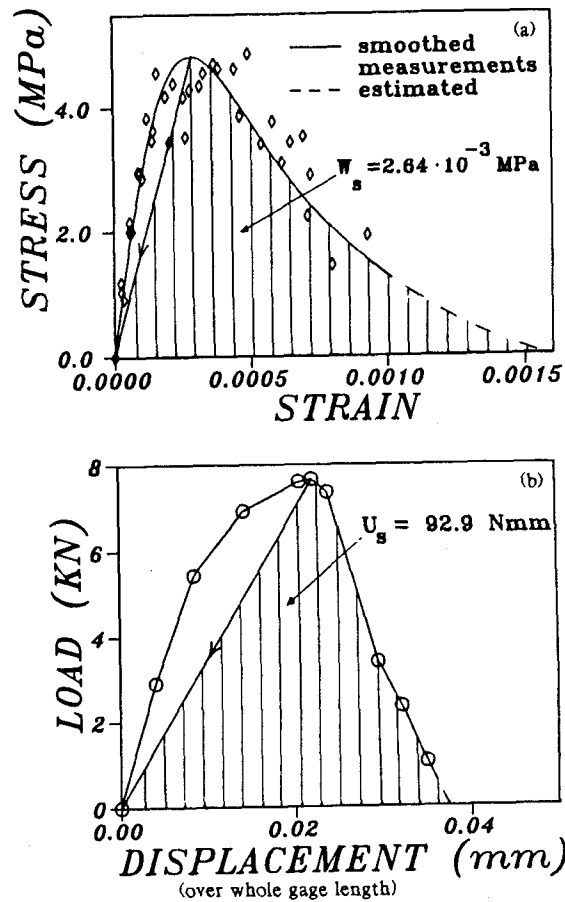 (a)
smoothed
measurements
estimated
STRESS (MPa)
4.0
2.0
0.0
W_s =2.64·10^-3 MPa
0.0000 0.0005 0.0010 0.0015
STRAIN
(b)
8
6
4
2
0
LOAD (KN)
U_s = 92.9 Nmm
0.00 0.02 0.04
DISPLACEMENT (mm)
(over whole gage length)